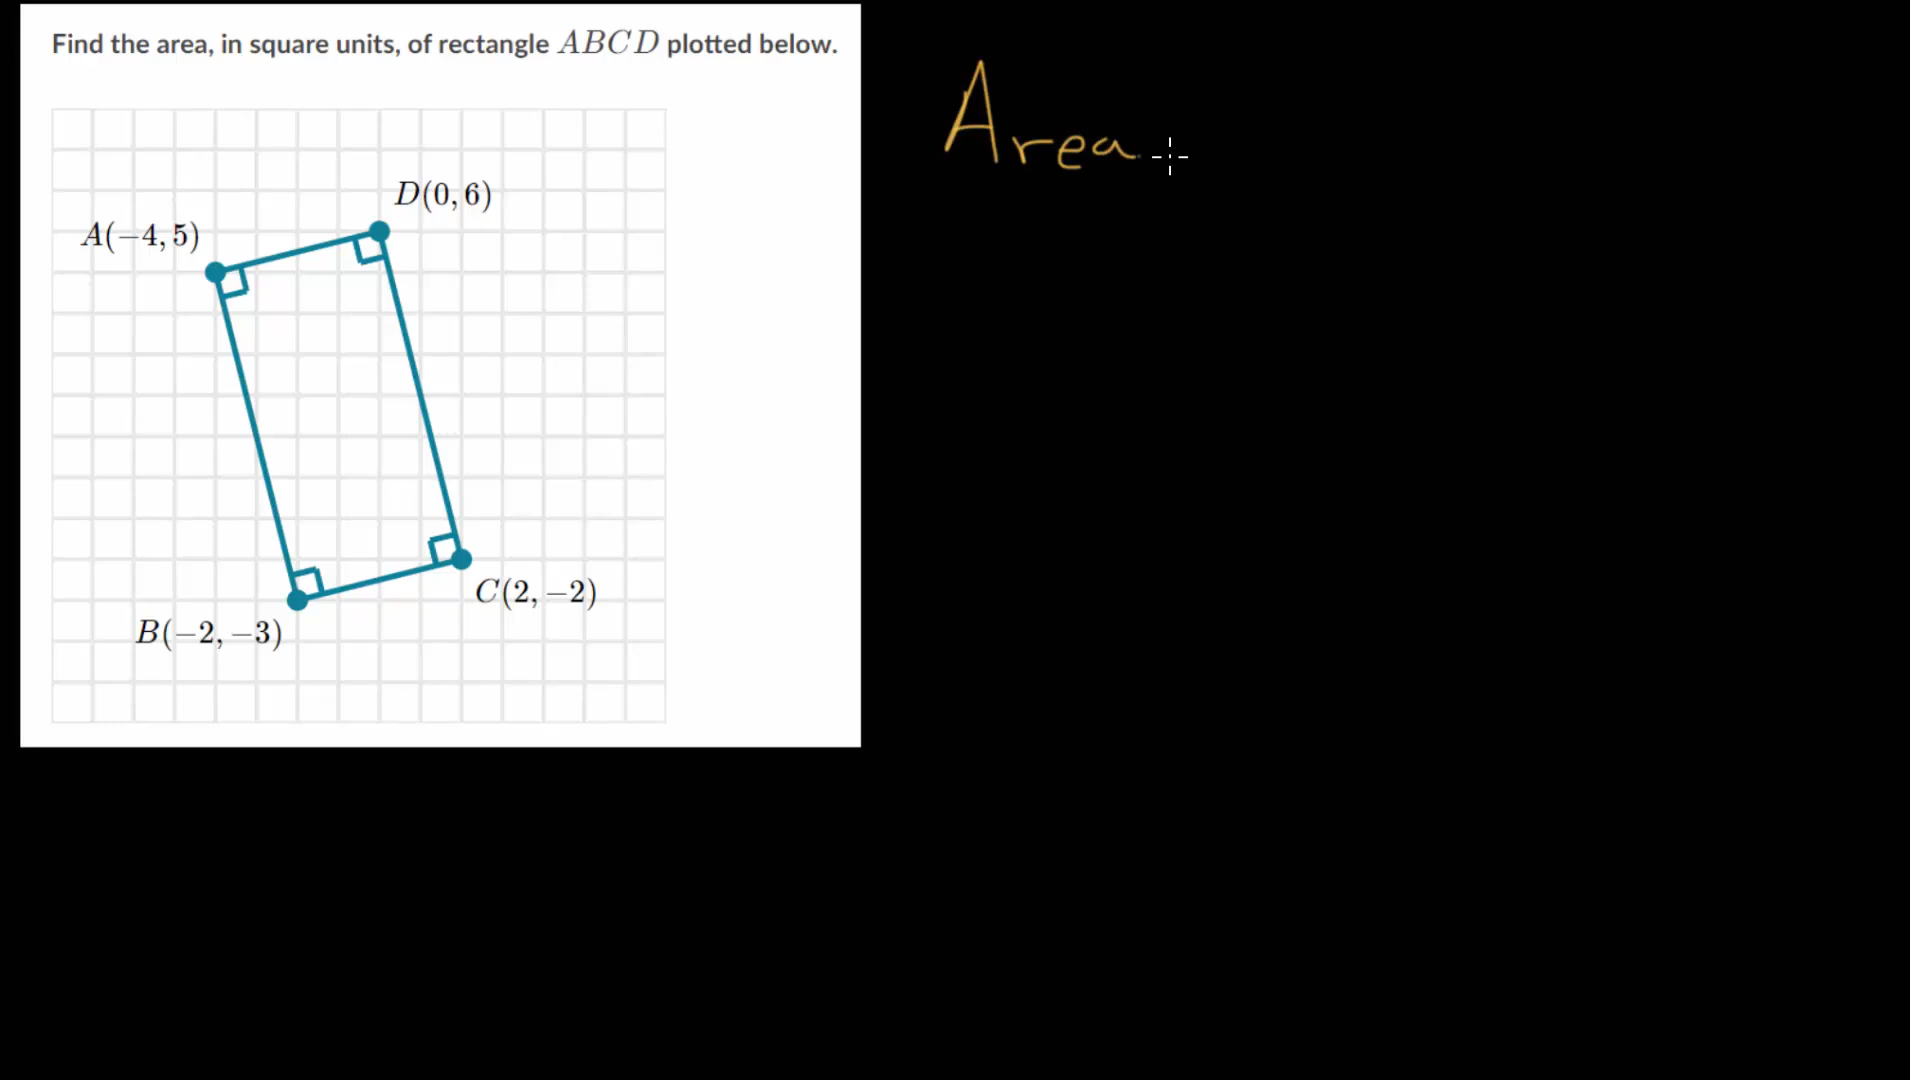 Find the area, in square units, of rectangle ABCD plotted below.
Area
D(0, 6)
A(−4, 5)
C(2, −2)
B(−2, −3)